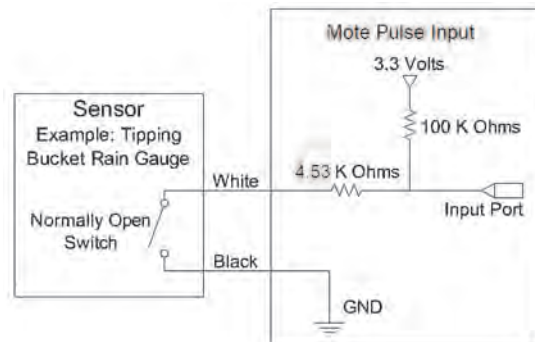 Mote Pulse Input
3.3 Volts
100 K Ohms
4.53 K Ohms
Input Port
Sensor
Example: Tipping
Bucket Rain Gauge
White
Normally Open
Switch
Black
GND